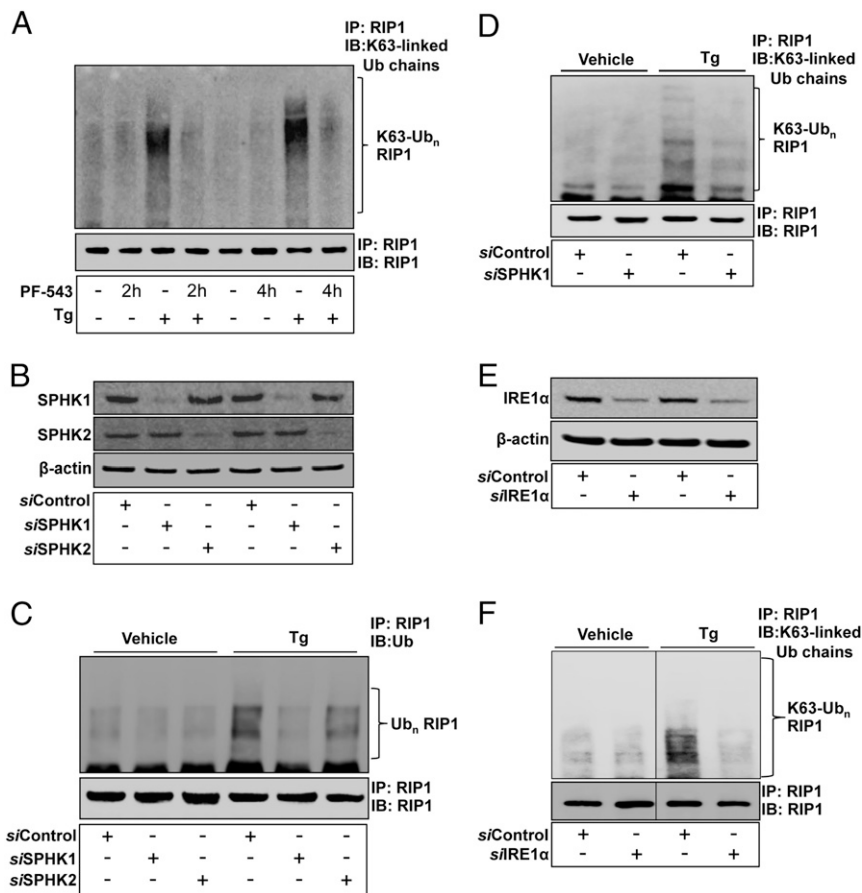 A
IP: RIP1
IB:K63-linked
Ub chains
K63-Ubn
RIP1
IP: RIP1
IB: RIP1
PF-543 - 2h - 2h - 4h - 4h
Tg - - + + - - + +
B
SPHK1
SPHK2
β-actin
siControl + - - + - -
siSPHK1 - + - - + -
siSPHK2 - - + - - +
C
IP: RIP1
IB:Ub
Vehicle Tg
Ubn RIP1
IP: RIP1
IB: RIP1
siControl + - - + - -
siSPHK1 - + - - + -
siSPHK2 - - + - - +
D
IP: RIP1
IB:K63-linked
Ub chains
Vehicle Tg
K63-Ubn
RIP1
IP: RIP1
IB: RIP1
siControl + - + -
siSPHK1 - + - +
E
IRE1α
β-actin
siControl + - + -
siIRE1α - + - +
F
IP: RIP1
IB:K63-linked
Ub chains
Vehicle Tg
K63-Ubn
RIP1
IP: RIP1
IB: RIP1
siControl + - + -
siIRE1α - + - +